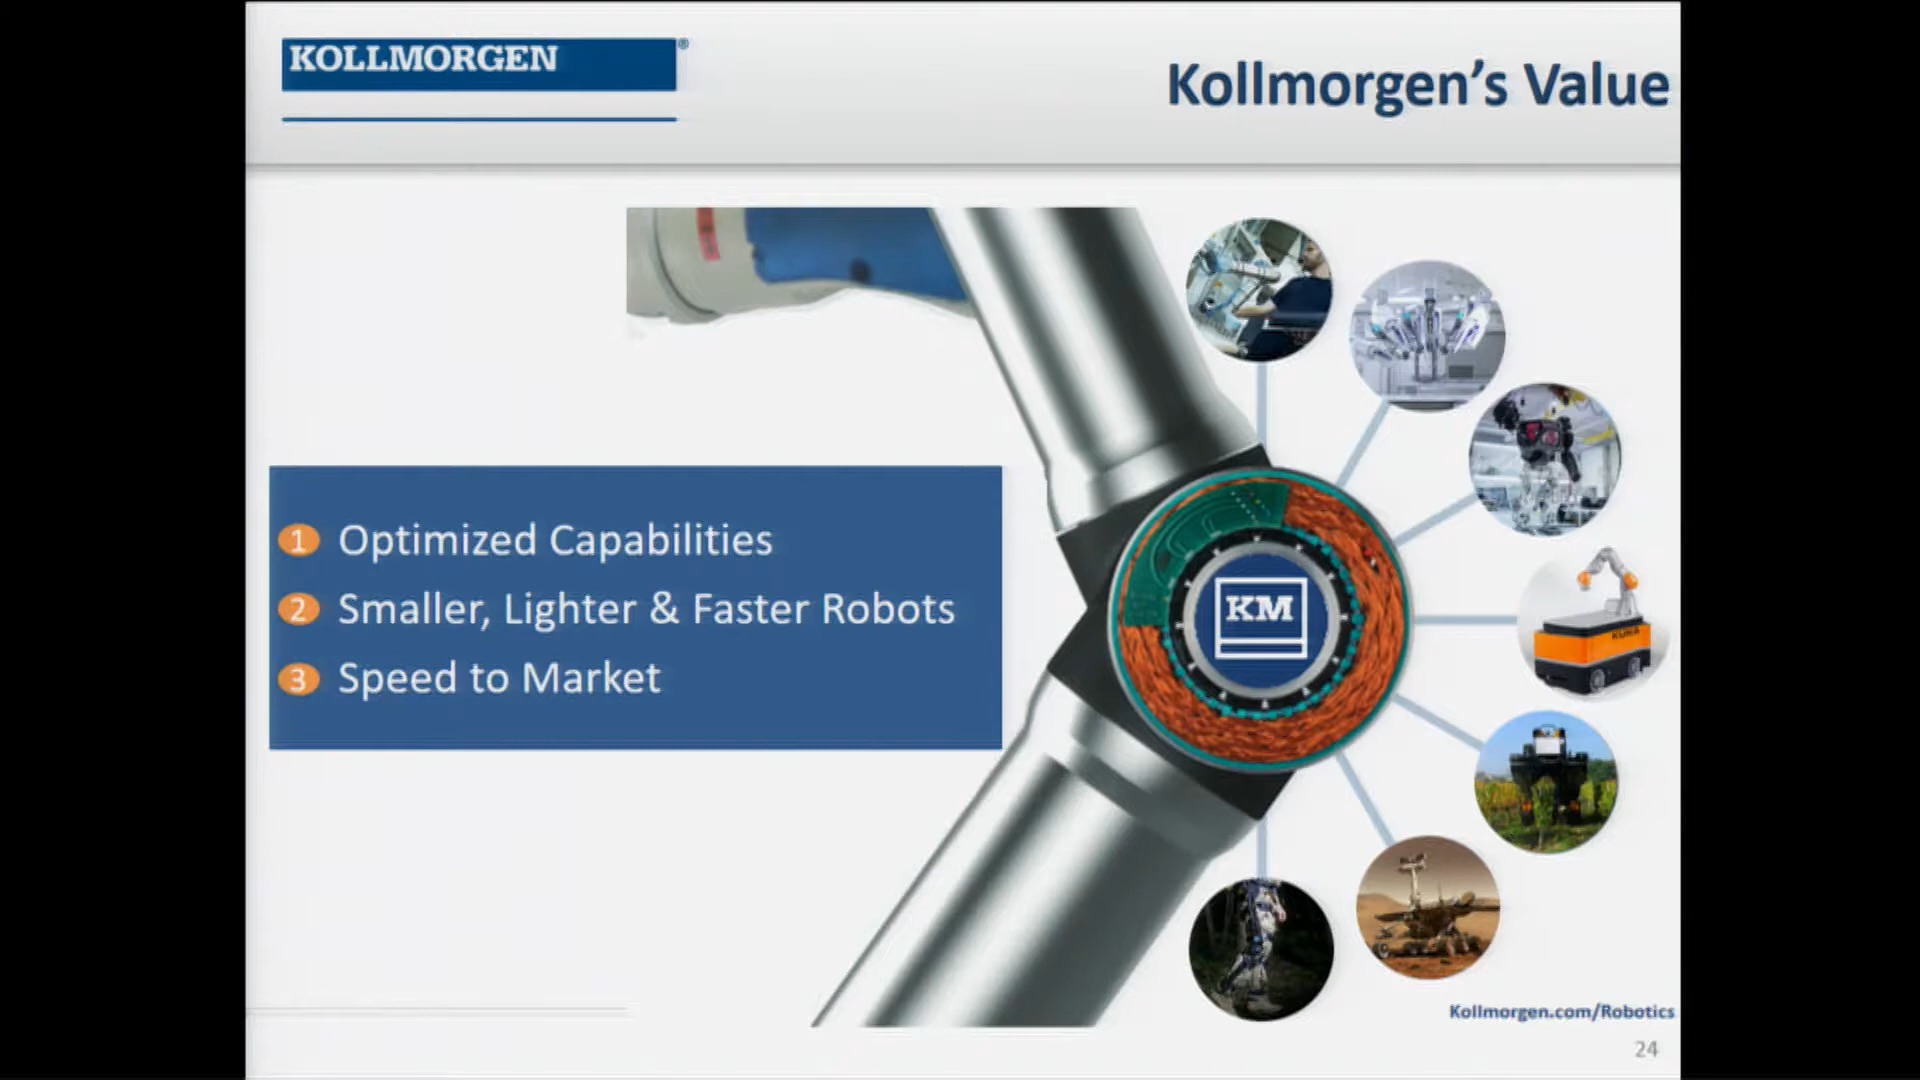 KOLLMORGEN®
Kollmorgen's Value
1 Optimized Capabilities
2 Smaller, Lighter & Faster Robots
3 Speed to Market
KM
KUKA
Kollmorgen.com/Robotics
24